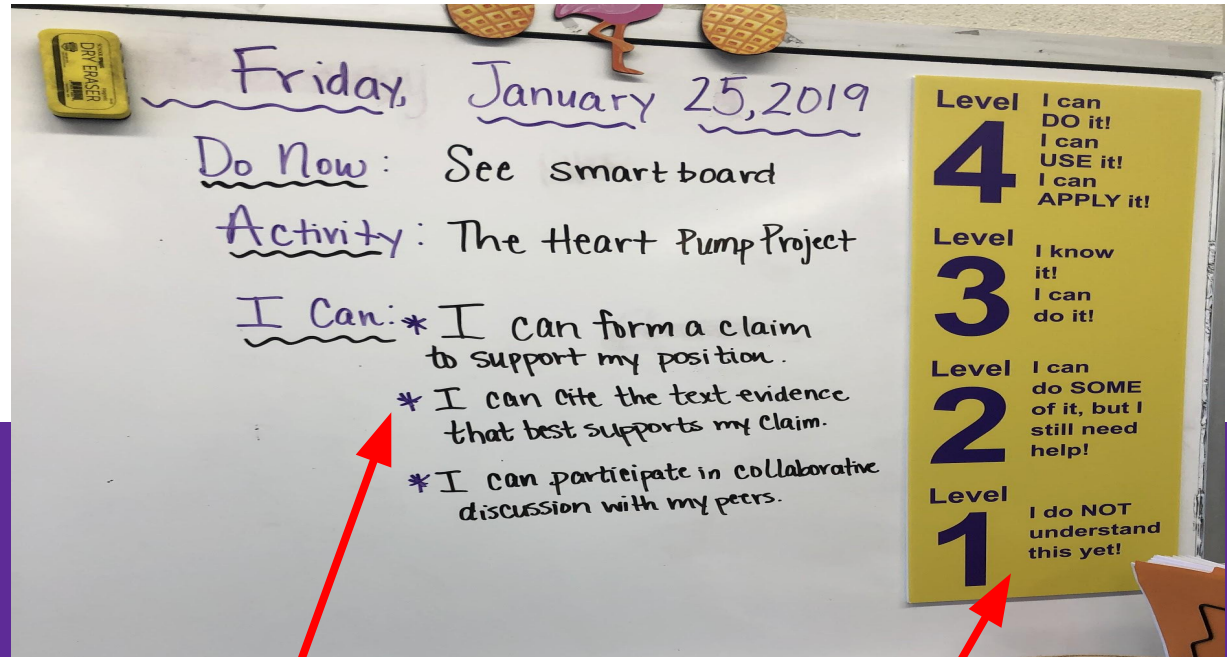 DRY ERASER
Friday, January 25, 2019
Do Now: See smartboard
Activity: The Heart Pump Project
I Can: * I can form a claim
to support my position.
* I can cite the text evidence
that best supports my claim.
* I can participate in collaborative
discussion with my peers.
Level 4
I can
DO it!
I can
USE it!
I can
APPLY it!
Level 3
I know
it!
I can
do it!
Level 2
I can
do SOME
of it, but I
still need
help!
Level 1
I do NOT
understand
this yet!